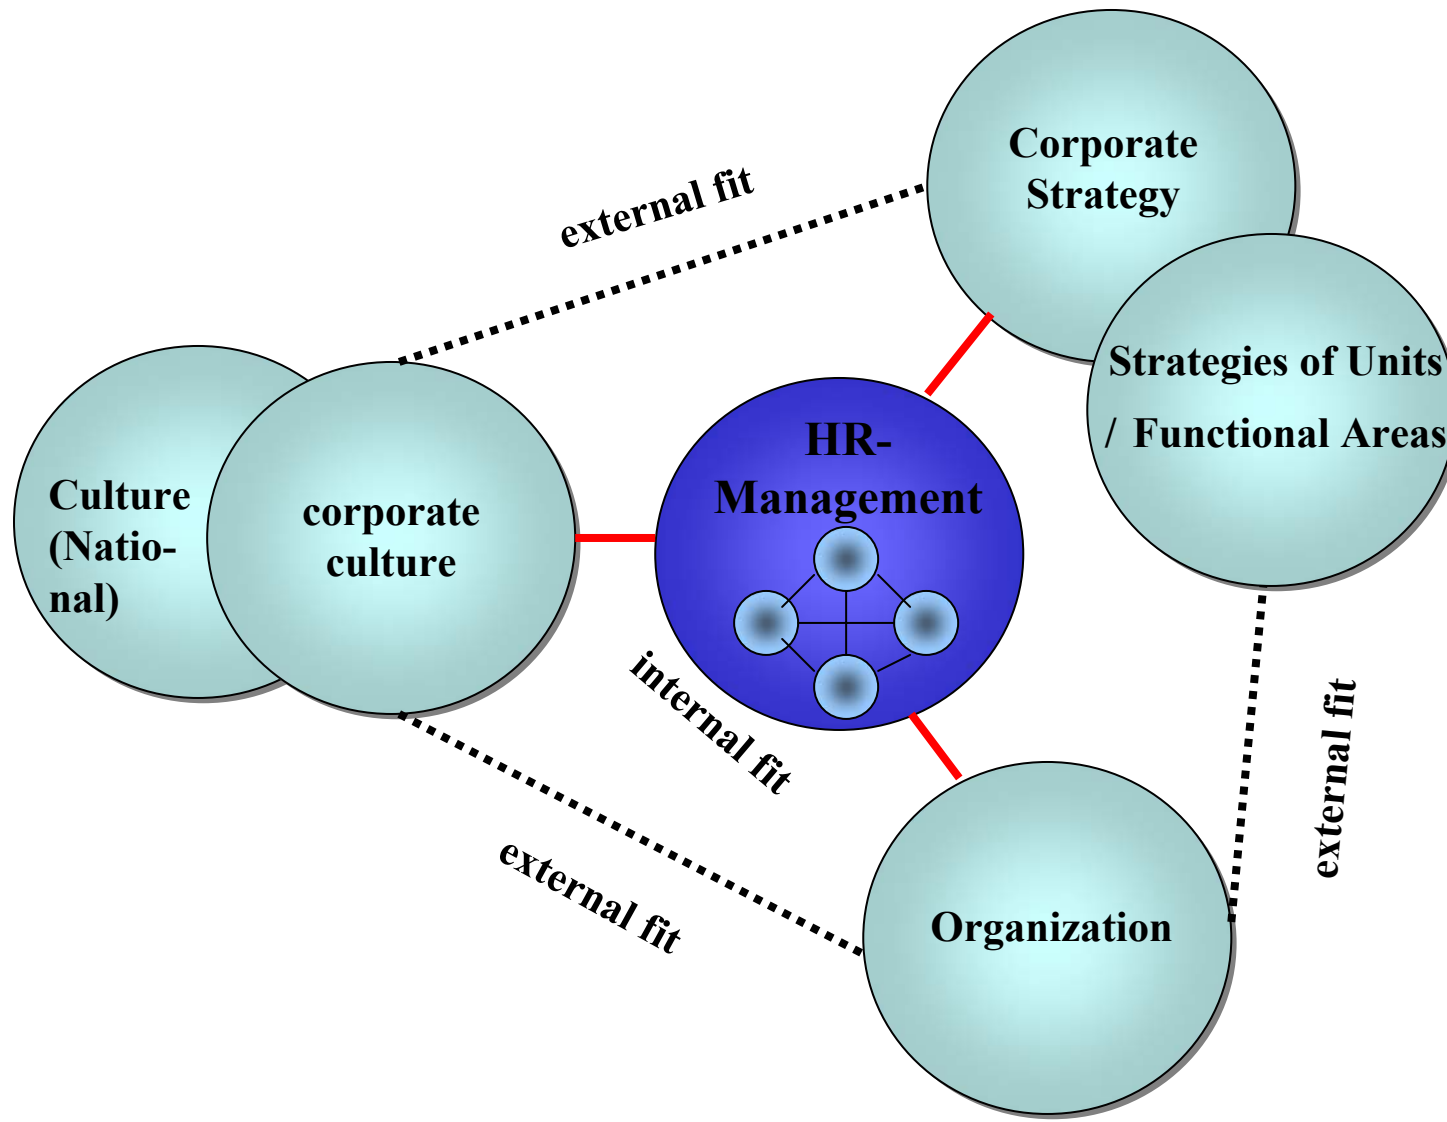 Corporate
Strategy
external fit
Strategies of Units
/ Functional Areas
HR-
Management
Culture
(Natio-
nal)
corporate
culture
internal fit
external fit
external fit
Organization